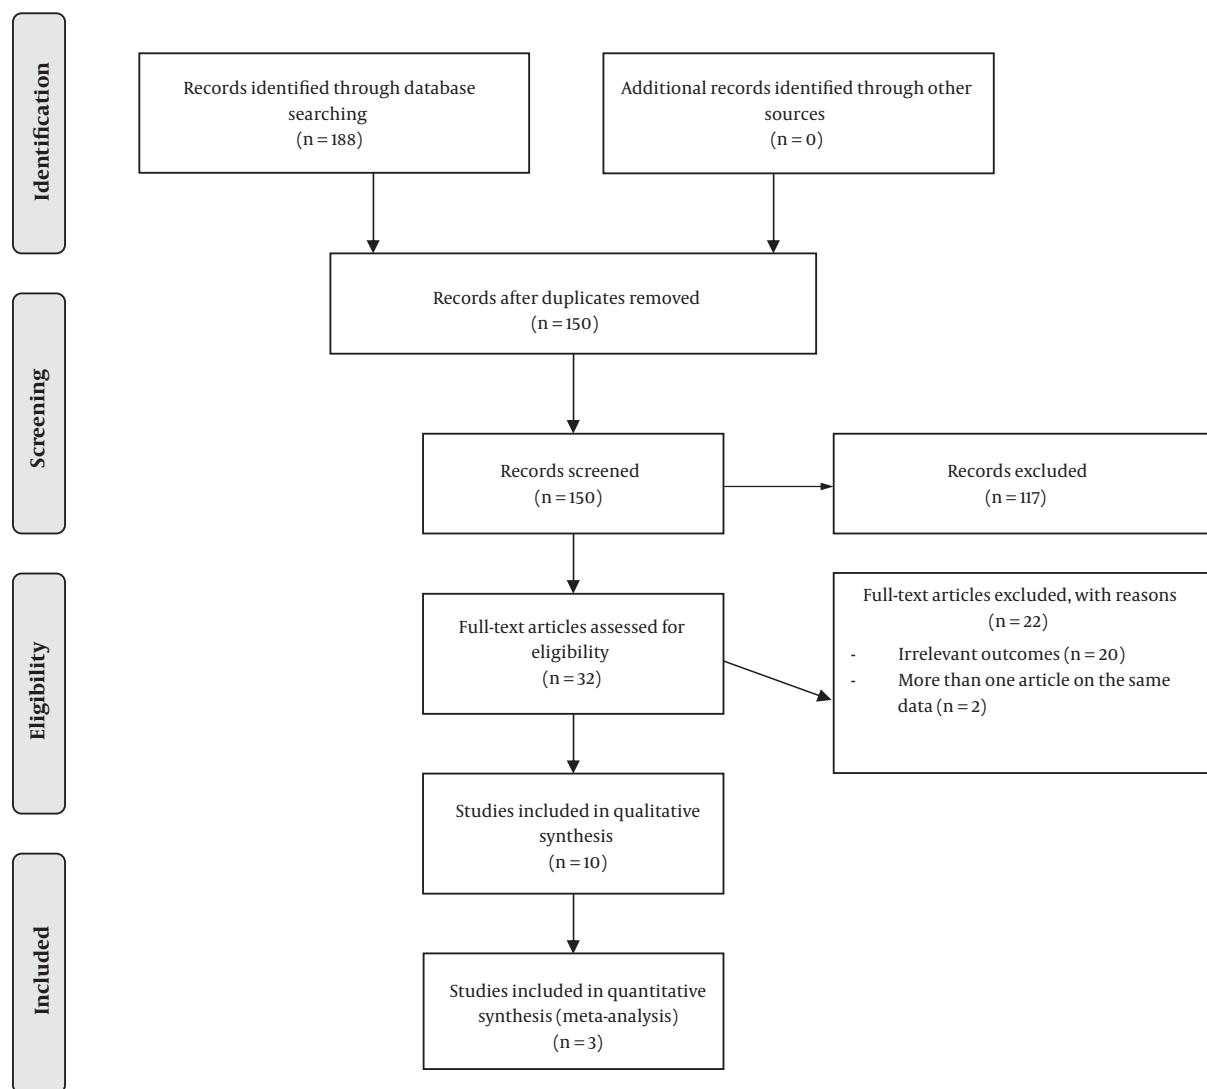 Identification
Records identified through database
searching
(n = 188)
Additional records identified through other
sources
(n = 0)
Records after duplicates removed
(n = 150)
Screening
Records screened
(n = 150)
Records excluded
(n = 117)
Eligibility
Full-text articles assessed for
eligibility
(n = 32)
Full-text articles excluded, with reasons
(n = 22)
- Irrelevant outcomes (n = 20)
- More than one article on the same
data (n = 2)
Studies included in qualitative
synthesis
(n = 10)
Included
Studies included in quantitative
synthesis (meta-analysis)
(n = 3)